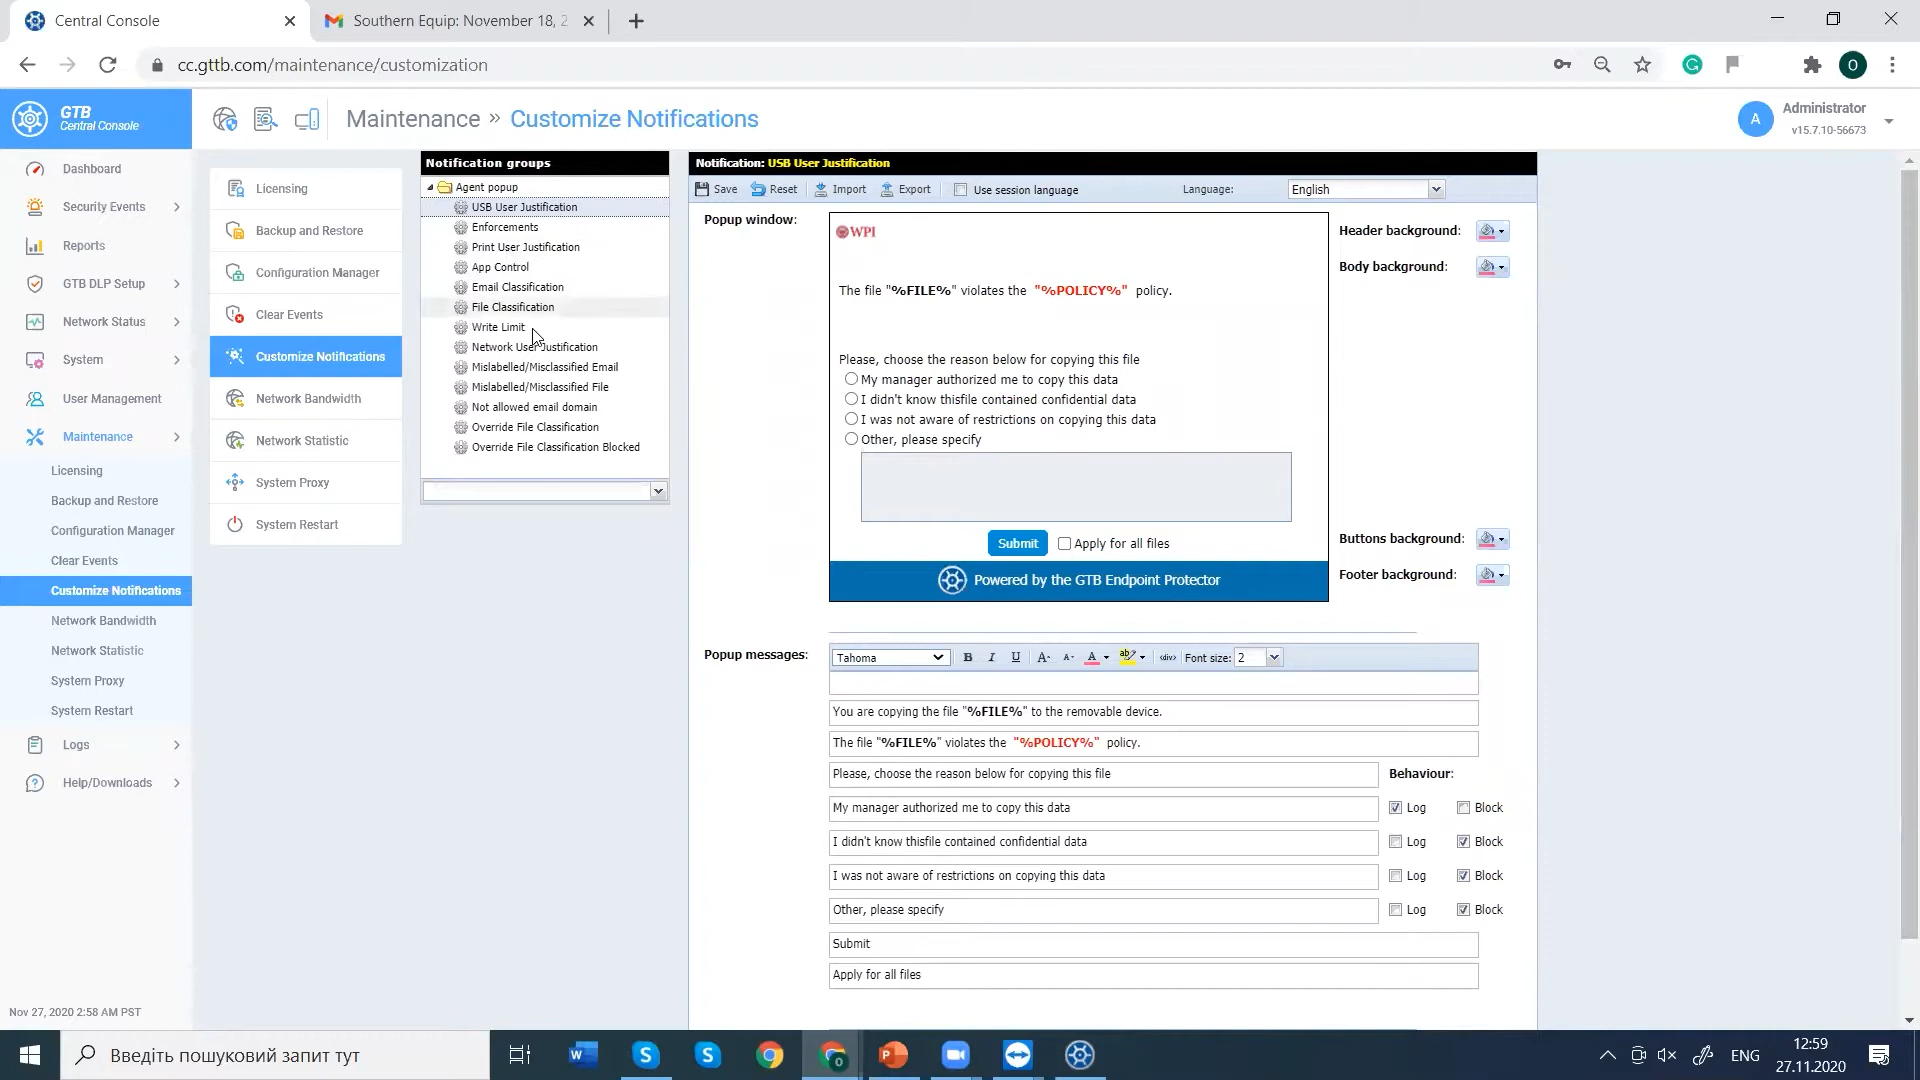 Central Console
Southern Equip: November 18, 2
cc.gttb.com/maintenance/customization
O
GTB
Central Console
Maintenance » Customize Notifications
A
Administrator
v15.7.10-56673
Dashboard
Security Events
Reports
GTB DLP Setup
Network Status
System
User Management
Maintenance
Licensing
Backup and Restore
Configuration Manager
Clear Events
Customize Notifications
Network Bandwidth
Network Statistic
System Proxy
System Restart
Logs
Help/Downloads
Nov 27, 2020 2:58 AM PST
Licensing
Backup and Restore
Configuration Manager
Clear Events
Customize Notifications
Network Bandwidth
Network Statistic
System Proxy
System Restart
Notification groups
Agent popup
USB User Justification
Enforcements
Print User Justification
App Control
Email Classification
File Classification
Write Limit
Network User Justification
Mislabelled/Misclassified Email
Mislabelled/Misclassified File
Not allowed email domain
Override File Classification
Override File Classification Blocked
Notification: USB User Justification
Save Reset Import Export Use session language Language: English
Popup window:
WPI
The file "%FILE%" violates the "%POLICY%" policy.
Please, choose the reason below for copying this file
My manager authorized me to copy this data
I didn't know thisfile contained confidential data
I was not aware of restrictions on copying this data
Other, please specify
Submit Apply for all files
Powered by the GTB Endpoint Protector
Header background:
Body background:
Buttons background:
Footer background:
Popup messages:
Tahoma B I U A A A ab <div> Font size: 2
You are copying the file "%FILE%" to the removable device.
The file "%FILE%" violates the "%POLICY%" policy.
Please, choose the reason below for copying this file Behaviour:
My manager authorized me to copy this data Log Block
I didn't know thisfile contained confidential data Log Block
I was not aware of restrictions on copying this data Log Block
Other, please specify Log Block
Submit
Apply for all files
Введіть пошуковий запит тут
ENG
12:59
27.11.2020